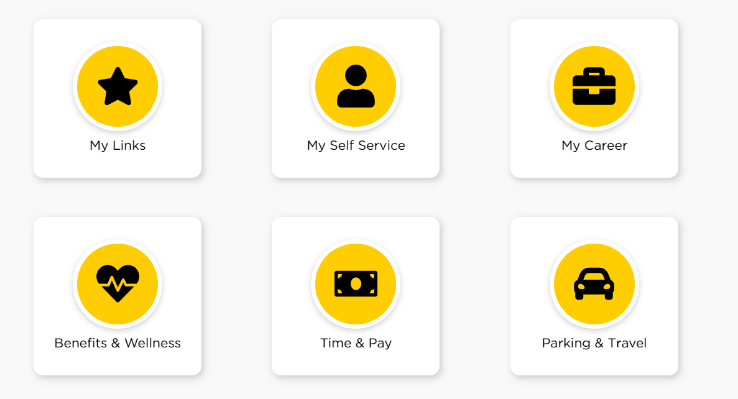 My Links
My Self Service
My Career
Benefits & Wellness
Time & Pay
Parking & Travel